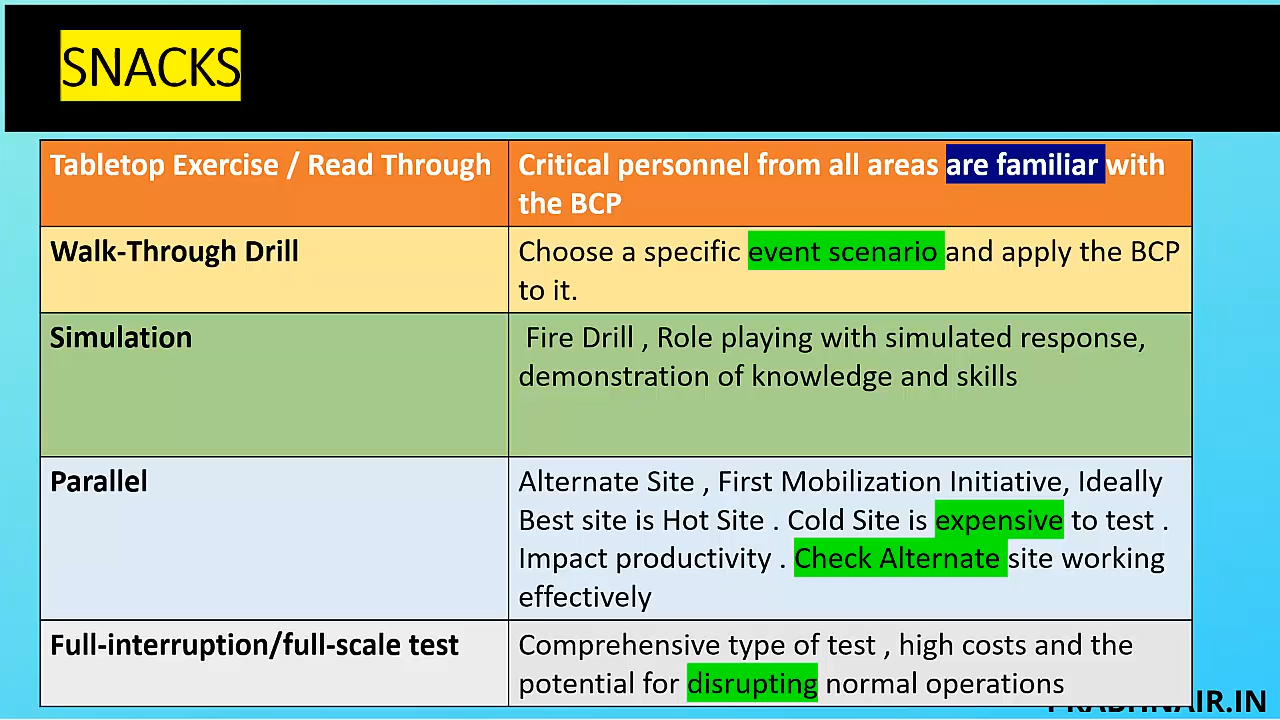 SNACKS
Tabletop Exercise / Read Through
Critical personnel from all areas are familiar with
the BCP
Walk-Through Drill
Choose a specific event scenario and apply the BCP
to it.
Simulation
Fire Drill , Role playing with simulated response,
demonstration of knowledge and skills
Parallel
Alternate Site , First Mobilization Initiative, Ideally
Best site is Hot Site . Cold Site is expensive to test .
Impact productivity . Check Alternate site working
effectively
Full-interruption/full-scale test
Comprehensive type of test , high costs and the
potential for disrupting normal operations
PRABHNAIR.IN